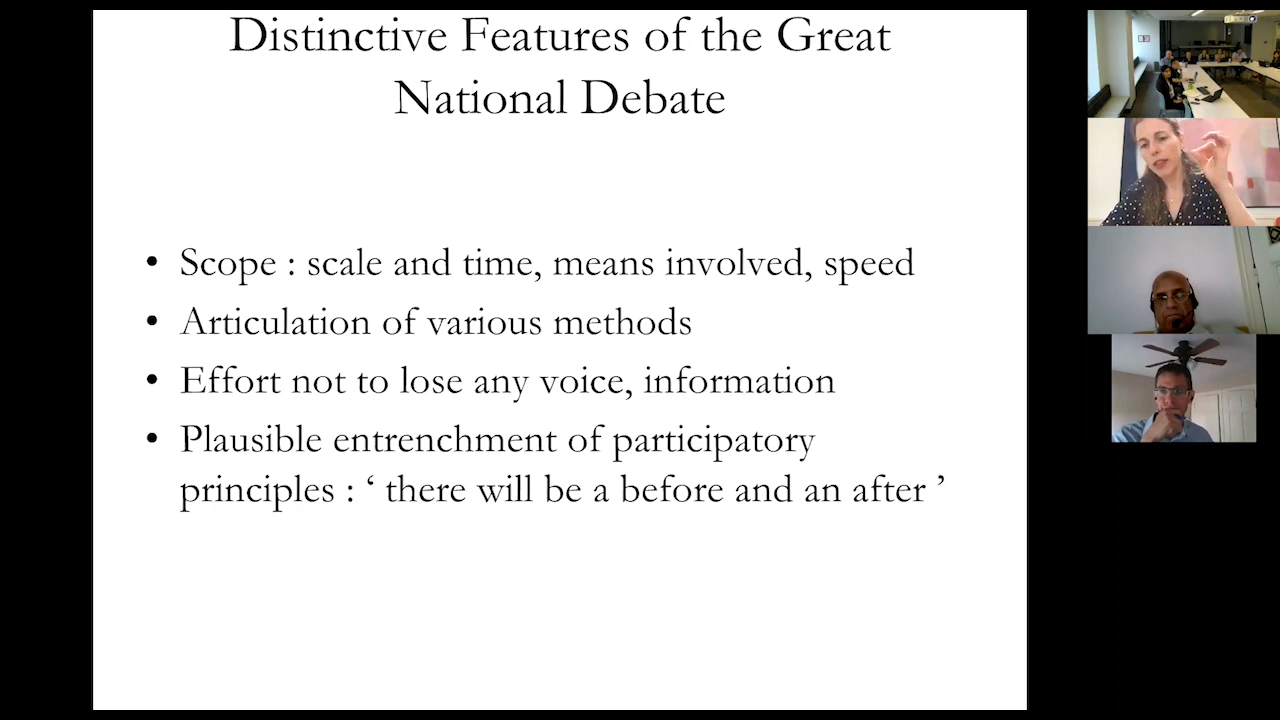 Distinctive Features of the Great
National Debate
• Scope : scale and time, means involved, speed
• Articulation of various methods
• Effort not to lose any voice, information
• Plausible entrenchment of participatory
principles : ‘ there will be a before and an after ’